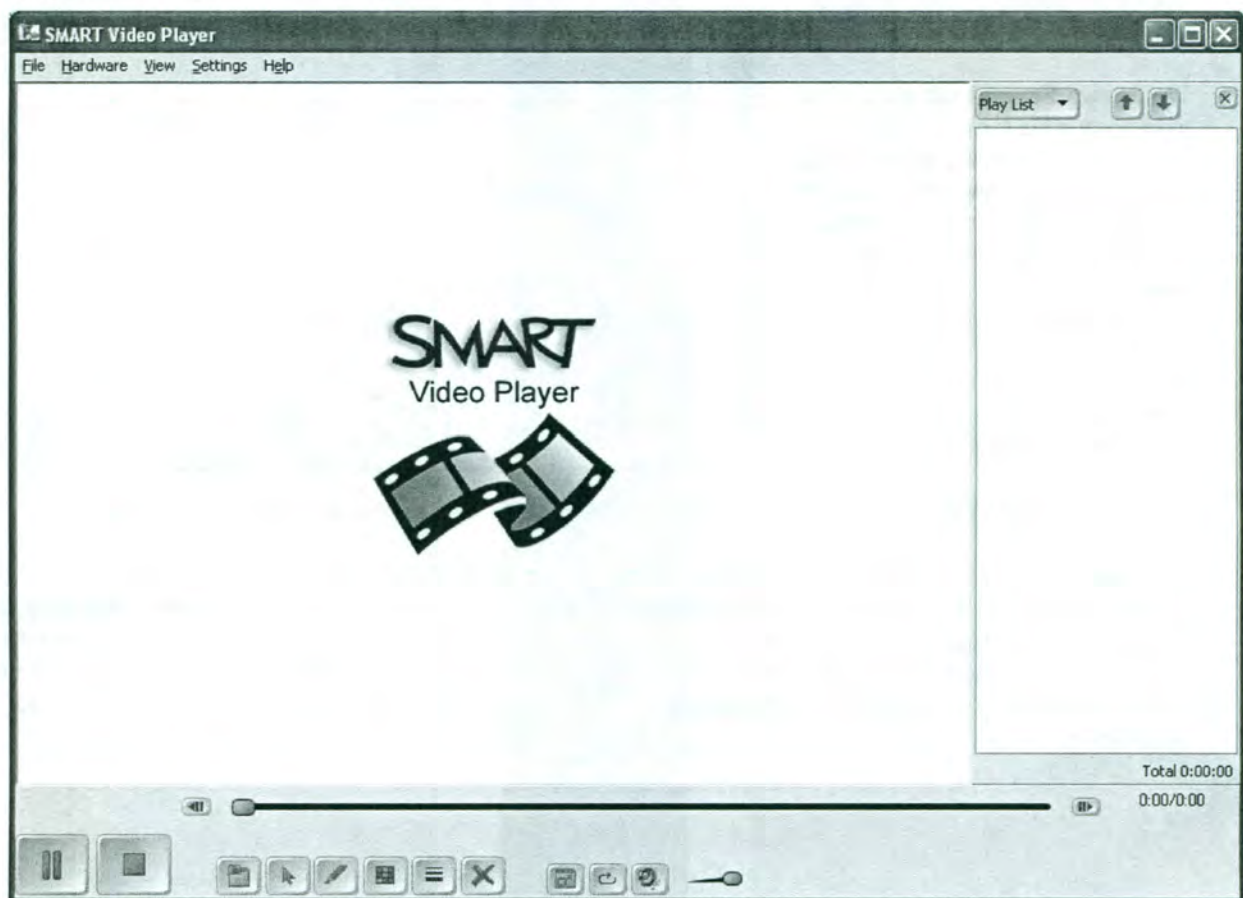 SMART Video Player
File Hardware View Settings Help
Play List
SMART
Video Player
Total 0:00:00
0:00/0:00